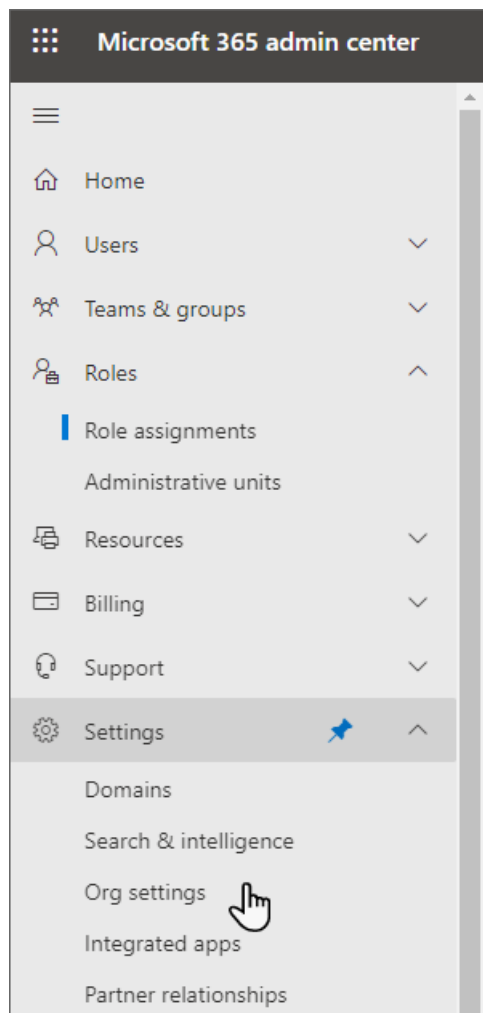 Microsoft 365 admin center
Home
Users
Teams & groups
Roles
Role assignments
Administrative units
Resources
Billing
Support
Settings
Domains
Search & intelligence
Org settings
Integrated apps
Partner relationships